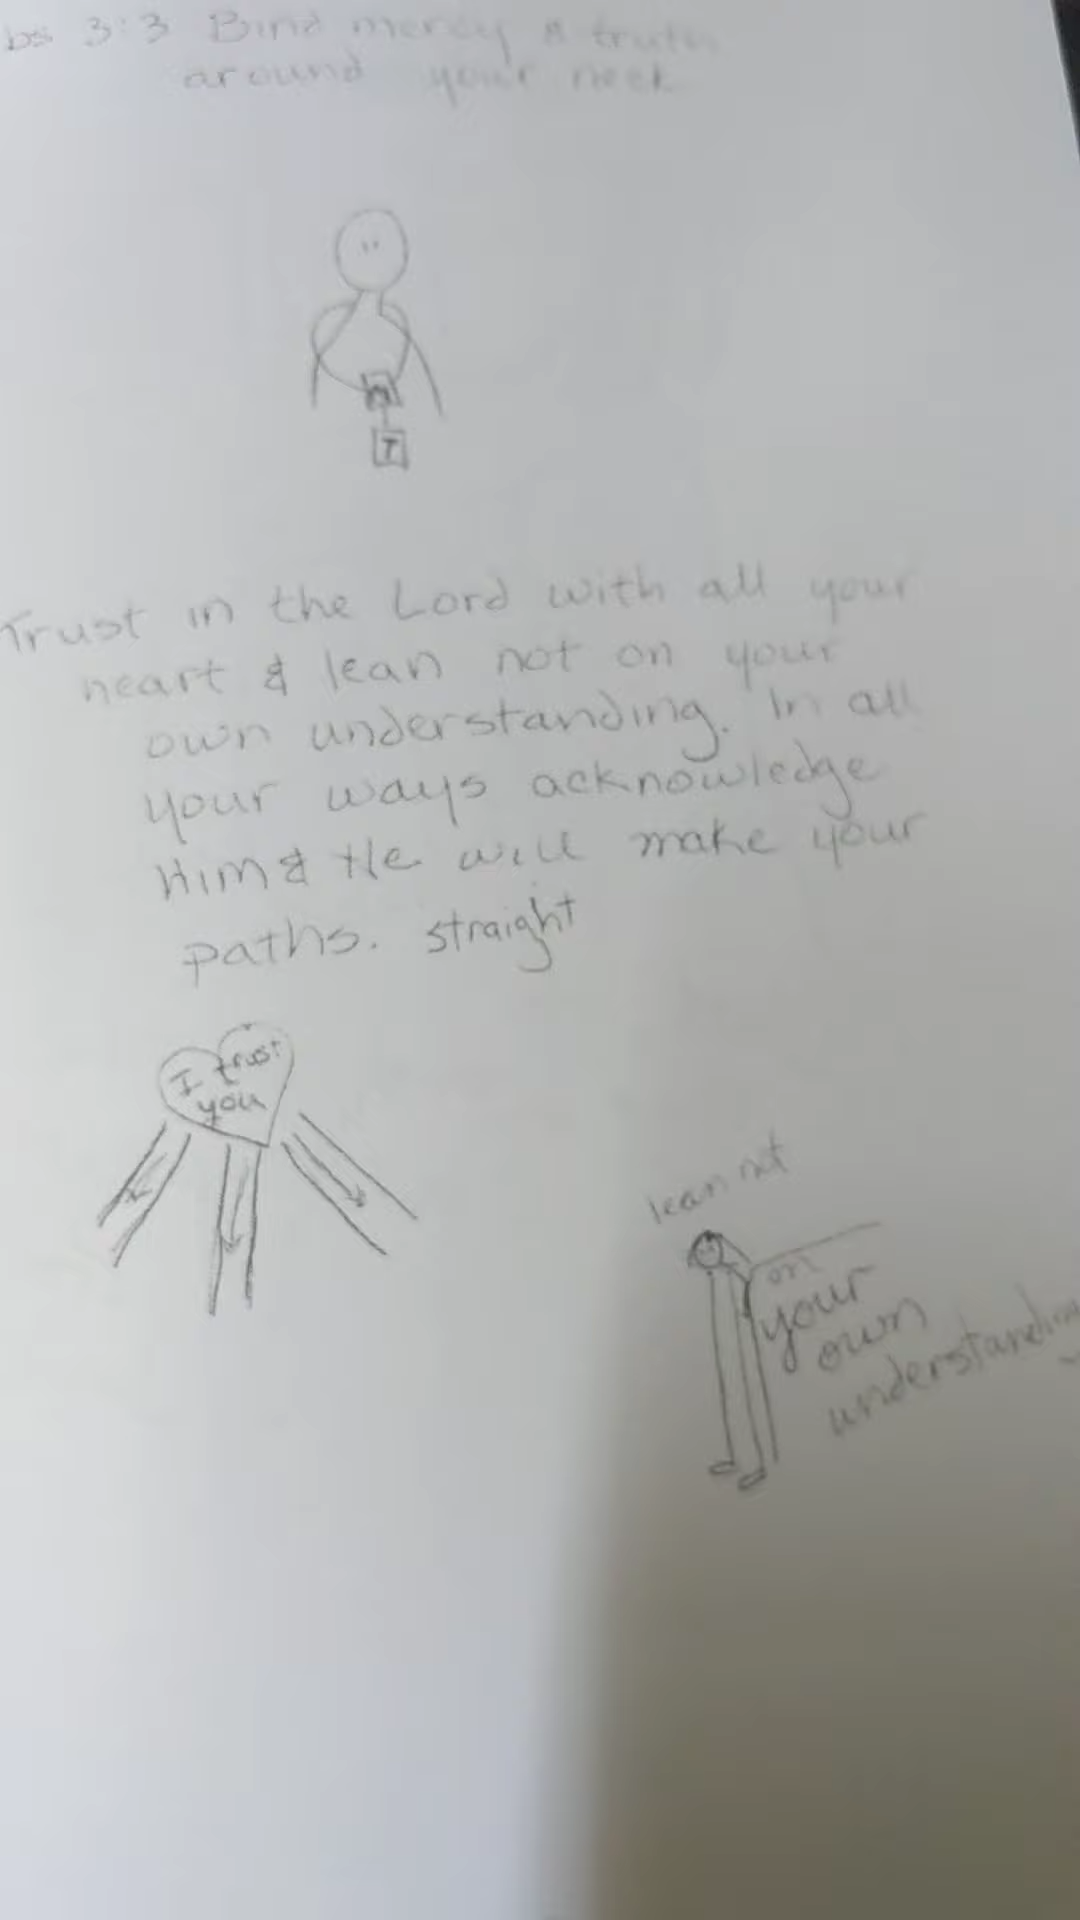 bs 3:3 Bind mercy & truth
around your neck
M
T
Trust in the Lord with all your
heart & lean not on your
own understanding. In all
your ways acknowledge
Him & He will make your
paths. straight
I trust
you
lean not
on
your
own
understanding